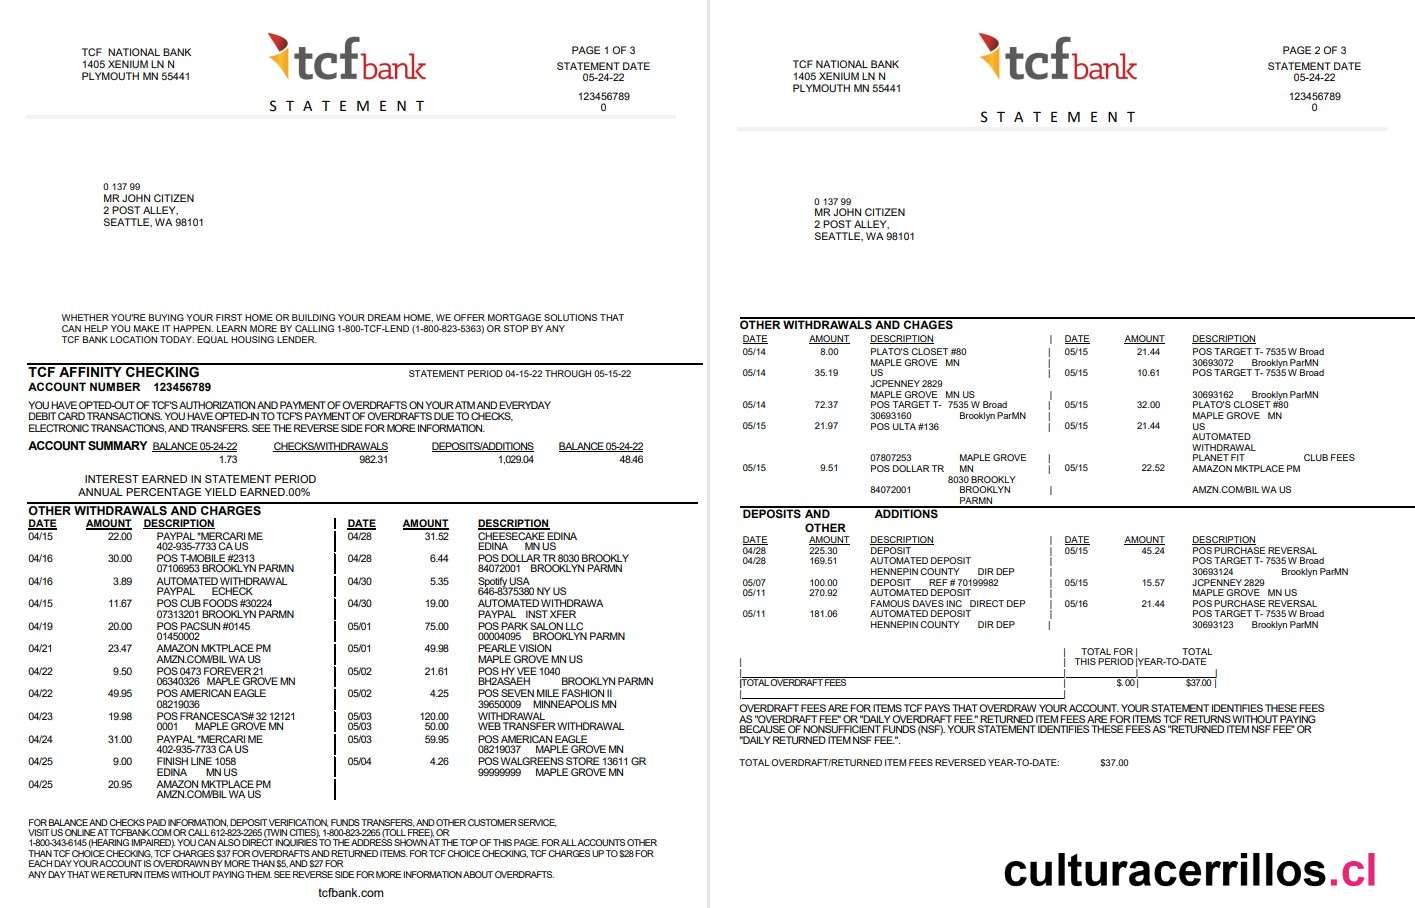 TCF NATIONAL BANK
1405 XENIUM LN N
PLYMOUTH MN 55441
tcfbank
STATEMENT
PAGE 1 OF 3
STATEMENT DATE
05-24-22
123456789
0
0 137 99
MR JOHN CITIZEN
2 POST ALLEY,
SEATTLE, WA 98101
WHETHER YOU'RE BUYING YOUR FIRST HOME OR BUILDING YOUR DREAM HOME, WE OFFER MORTGAGE SOLUTIONS THAT
CAN HELP YOU MAKE IT HAPPEN. LEARN MORE BY CALLING 1-800-TCF-LEND (1-800-823-5363) OR STOP BY ANY
TCF BANK LOCATION TODAY. EQUAL HOUSING LENDER.
TCF AFFINITY CHECKING STATEMENT PERIOD 04-15-22 THROUGH 05-15-22
ACCOUNT NUMBER 123456789
YOU HAVE OPTED-OUT OF TCF'S AUTHORIZATION AND PAYMENT OF OVERDRAFTS ON YOUR ATM AND EVERYDAY
DEBIT CARD TRANSACTIONS. YOU HAVE OPTED-IN TO TCF'S PAYMENT OF OVERDRAFTS DUE TO CHECKS,
ELECTRONIC TRANSACTIONS, AND TRANSFERS. SEE THE REVERSE SIDE FOR MORE INFORMATION.
ACCOUNT SUMMARY BALANCE 05-24-22 CHECKS/WITHDRAWALS DEPOSITS/ADDITIONS BALANCE 05-24-22
1.73 982.31 1,029.04 48.46
INTEREST EARNED IN STATEMENT PERIOD
ANNUAL PERCENTAGE YIELD EARNED.00%
OTHER WITHDRAWALS AND CHARGES
DATE AMOUNT DESCRIPTION
04/15 22.00 PAYPAL "MERCARI ME
402-935-7733 CA US
04/16 30.00 POS T-MOBILE #2313
07106953 BROOKLYN PARMN
04/16 3.89 AUTOMATED WITHDRAWAL
PAYPAL ECHECK
04/15 11.67 POS CUB FOODS #30224
07313201 BROOKLYN PARMN
04/19 20.00 POS PACSUN #0145
01450002
04/21 23.47 AMAZON MKTPLACE PM
AMZN.COM/BIL WA US
04/22 9.50 POS 0473 FOREVER 21
06340326 MAPLE GROVE MN
04/22 49.95 POS AMERICAN EAGLE
08219036
04/23 19.98 POS FRANCESCA'S# 32 12121
0001 MAPLE GROVE MN
04/24 31.00 PAYPAL "MERCARI ME
402-935-7733 CA US
04/25 9.00 FINISH LINE 1058
EDINA MN US
04/25 20.95 AMAZON MKTPLACE PM
AMZN.COM/BIL WA US
DATE AMOUNT DESCRIPTION
04/28 31.52 CHEESECAKE EDINA
EDINA MN US
04/28 6.44 POS DOLLAR TR 8030 BROOKLY
84072001 BROOKLYN PARMN
04/30 5.35 Spotify USA
646-8375380 NY US
04/30 19.00 AUTOMATED WITHDRAWA
PAYPAL INST XFER
05/01 75.00 POS PARK SALON LLC
00004095 BROOKLYN PARMN
05/01 49.98 PEARLE VISION
MAPLE GROVE MN US
05/02 21.61 POS HY VEE 1040
BH2ASAEH BROOKLYN PARMN
05/02 4.25 POS SEVEN MILE FASHION II
39650009 MINNEAPOLIS MN
05/03 120.00 WITHDRAWAL
05/03 50.00 WEB TRANSFER WITHDRAWAL
05/03 59.95 POS AMERICAN EAGLE
08219037 MAPLE GROVE MN
05/04 4.26 POS WALGREENS STORE 13611 GR
99999999 MAPLE GROVE MN
FOR BALANCE AND CHECKS PAID INFORMATION, DEPOSIT VERIFICATION, FUNDS TRANSFERS, AND OTHER CUSTOMER SERVICE,
VISIT US ONLINE AT TCFBANK.COM OR CALL 612-823-2265 (TWIN CITIES), 1-800-823-2265 (TOLL FREE), OR
1-800-343-6145 (HEARING IMPAIRED). YOU CAN ALSO DIRECT INQUIRIES TO THE ADDRESS SHOWN AT THE TOP OF THIS PAGE. FOR ALL ACCOUNTS OTHER
THAN TCF CHOICE CHECKING, TCF CHARGES $37 FOR OVERDRAFTS AND RETURNED ITEMS. FOR TCF CHOICE CHECKING, TCF CHARGES UP TO $28 FOR
EACH DAY YOUR ACCOUNT IS OVERDRAWN BY MORE THAN $5, AND $27 FOR
ANY DAY THAT WE RETURN ITEMS WITHOUT PAYING THEM. SEE REVERSE SIDE FOR MORE INFORMATION ABOUT OVERDRAFTS.
tcfbank.com
TCF NATIONAL BANK
1405 XENIUM LN N
PLYMOUTH MN 55441
tcfbank
STATEMENT
PAGE 2 OF 3
STATEMENT DATE
05-24-22
123456789
0
0 137 99
MR JOHN CITIZEN
2 POST ALLEY,
SEATTLE, WA 98101
OTHER WITHDRAWALS AND CHAGES
DATE AMOUNT DESCRIPTION | DATE AMOUNT DESCRIPTION
05/14 8.00 PLATO'S CLOSET #80 | 05/15 21.44 POS TARGET T- 7535 W Broad
MAPLE GROVE MN | 30693072 Brooklyn ParMN
05/14 35.19 US | 05/15 10.61 POS TARGET T- 7535 W Broad
JCPENNEY 2829 |
MAPLE GROVE MN US | 30693162 Brooklyn ParMN
05/14 72.37 POS TARGET T- 7535 W Broad | 05/15 32.00 PLATO'S CLOSET #80
30693160 Brooklyn ParMN | MAPLE GROVE MN
05/15 21.97 POS ULTA #136 | 05/15 21.44 US
AUTOMATED
WITHDRAWAL
07807253 MAPLE GROVE | PLANET FIT CLUB FEES
05/15 9.51 POS DOLLAR TR MN | 05/15 22.52 AMAZON MKTPLACE PM
8030 BROOKLY
84072001 BROOKLYN | AMZN.COM/BIL WA US
PARMN
DEPOSITS AND ADDITIONS
OTHER
DATE AMOUNT DESCRIPTION | DATE AMOUNT DESCRIPTION
04/28 225.30 DEPOSIT | 05/15 45.24 POS PURCHASE REVERSAL
04/28 169.51 AUTOMATED DEPOSIT | POS TARGET T- 7535 W Broad
HENNEPIN COUNTY DIR DEP | 30693124 Brooklyn ParMN
05/07 100.00 DEPOSIT REF # 70199982 | 05/15 15.57 JCPENNEY 2829
05/11 270.92 AUTOMATED DEPOSIT | MAPLE GROVE MN US
FAMOUS DAVES INC DIRECT DEP | 05/16 21.44 POS PURCHASE REVERSAL
05/11 181.06 AUTOMATED DEPOSIT | POS TARGET T- 7535 W Broad
HENNEPIN COUNTY DIR DEP | 30693123 Brooklyn ParMN
| TOTAL FOR | TOTAL
| THIS PERIOD |YEAR-TO-DATE
|TOTAL OVERDRAFT FEES | $.00 | $37.00 |
OVERDRAFT FEES ARE FOR ITEMS TCF PAYS THAT OVERDRAW YOUR ACCOUNT. YOUR STATEMENT IDENTIFIES THESE FEES
AS "OVERDRAFT FEE" OR "DAILY OVERDRAFT FEE." RETURNED ITEM FEES ARE FOR ITEMS TCF RETURNS WITHOUT PAYING
BECAUSE OF NONSUFFICIENT FUNDS (NSF). YOUR STATEMENT IDENTIFIES THESE FEES AS "RETURNED ITEM NSF FEE" OR
"DAILY RETURNED ITEM NSF FEE.".
TOTAL OVERDRAFT/RETURNED ITEM FEES REVERSED YEAR-TO-DATE: $37.00
culturacerrillos.cl